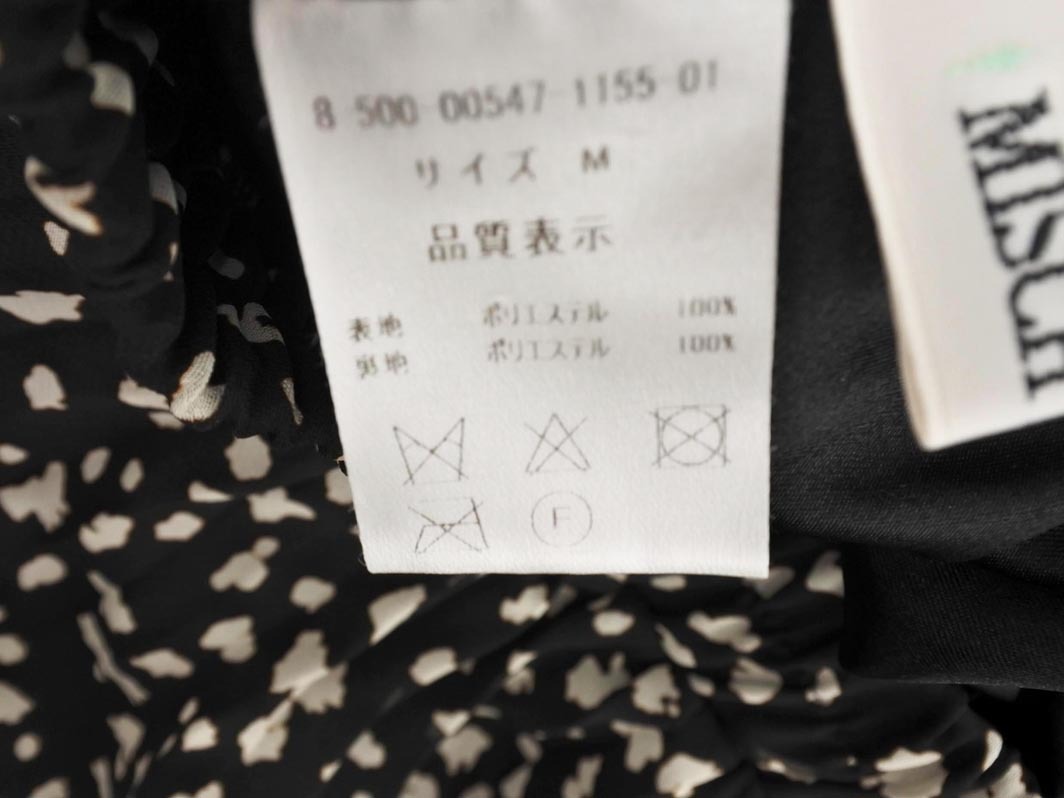 8-500-00547-1155-01
サイズ M
品質表示
表地 ポリエステル 100%
裏地 ポリエステル 100%
F
MISCH